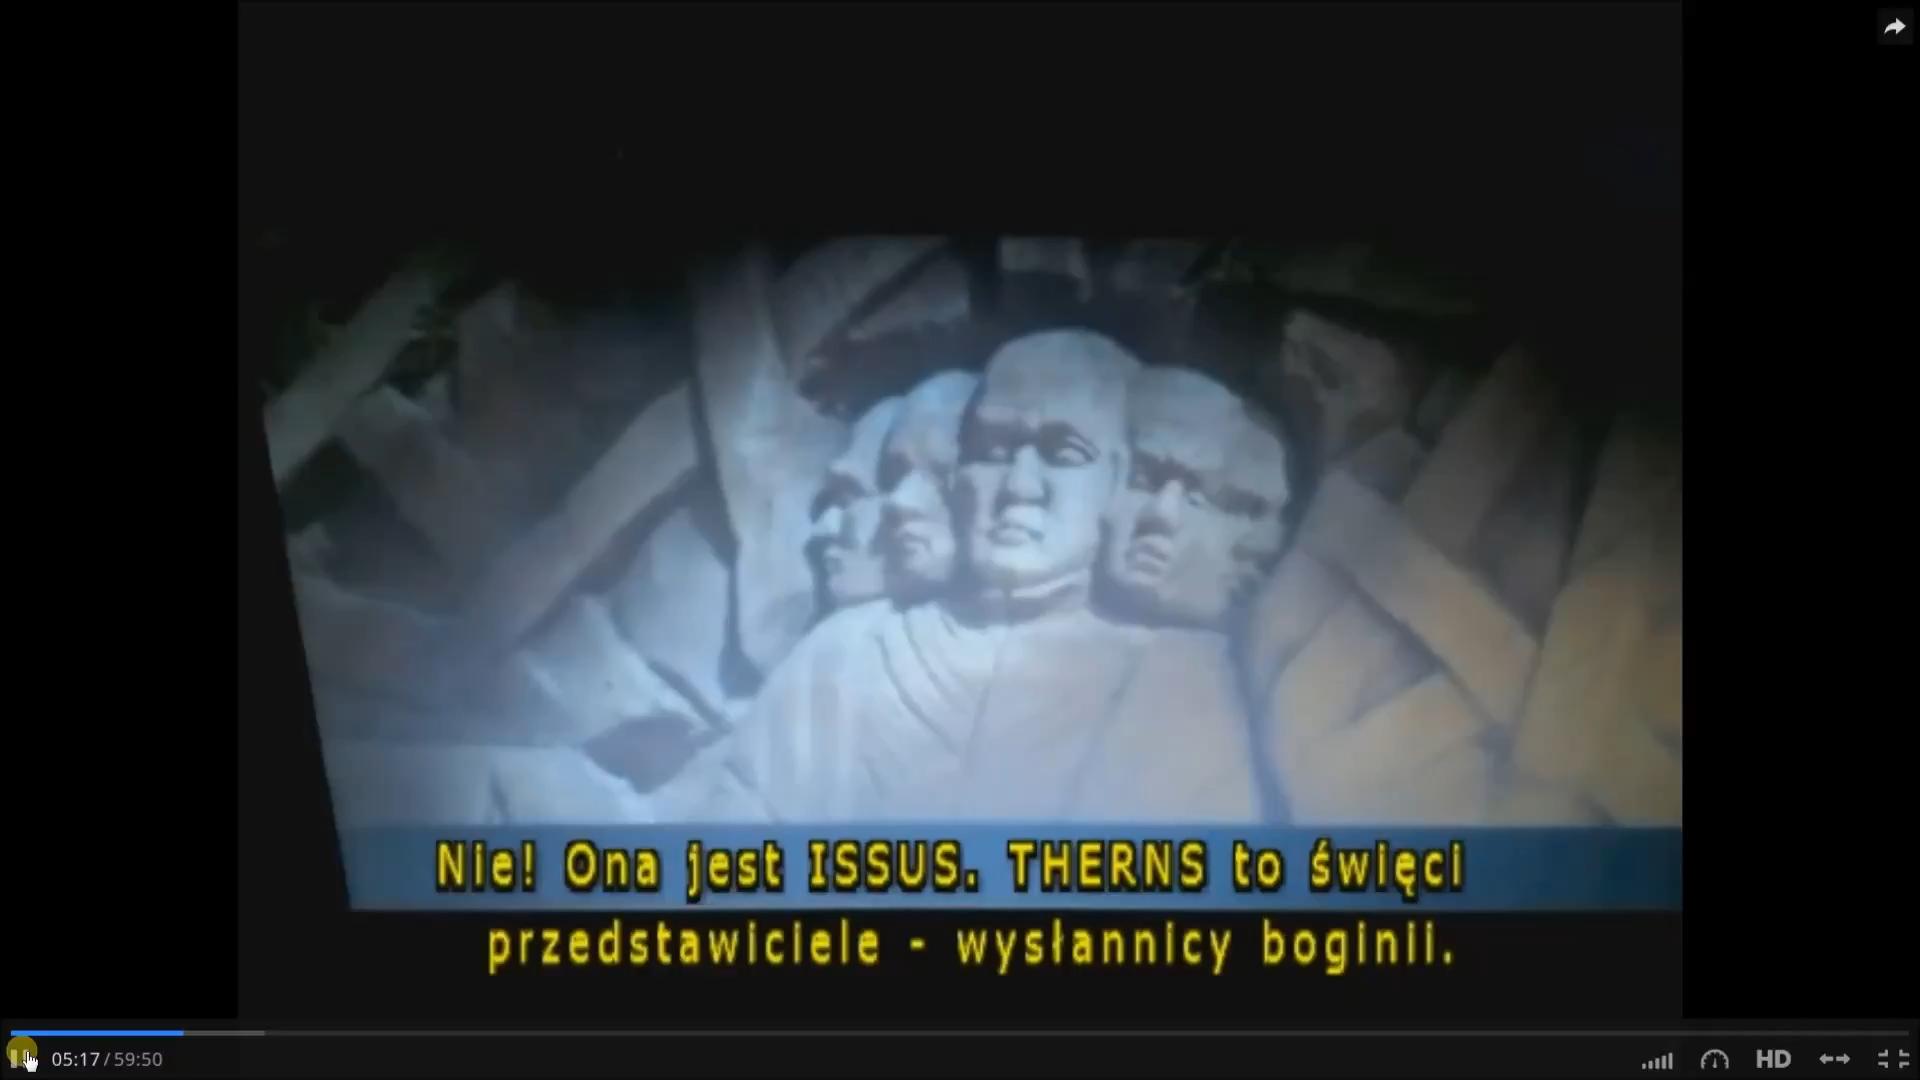 Nie! Ona jest ISSUS. THERNS to święci
przedstawiciele - wysłannicy boginii.
05:17 / 59:50
HD